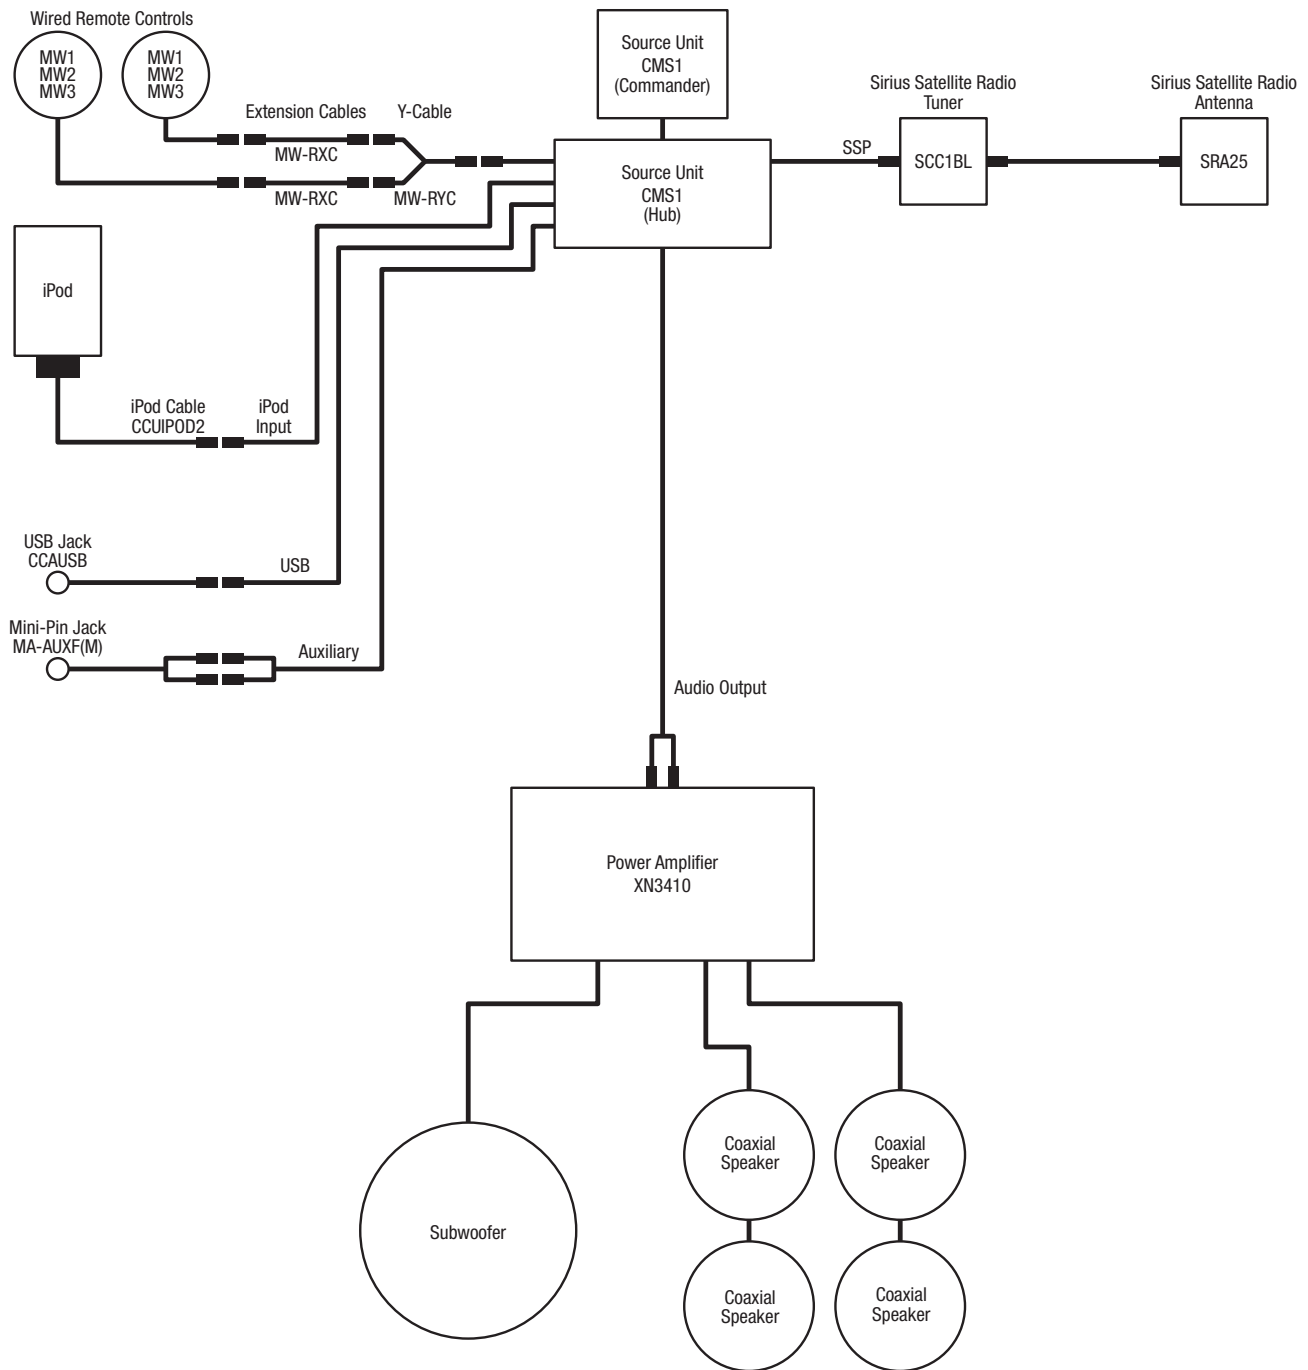 Wired Remote Controls
MW1
MW2
MW3
MW1
MW2
MW3
Extension Cables
Y-Cable
MW-RXC
MW-RXC
MW-RYC
Source Unit
CMS1
(Commander)
Source Unit
CMS1
(Hub)
SSP
Sirius Satellite Radio
Tuner
SCC1BL
Sirius Satellite Radio
Antenna
SRA25
iPod
iPod Cable
CCUIPOD2
iPod
Input
USB Jack
CCAUSB
USB
Mini-Pin Jack
MA-AUXF(M)
Auxiliary
Audio Output
Power Amplifier
XN3410
Subwoofer
Coaxial
Speaker
Coaxial
Speaker
Coaxial
Speaker
Coaxial
Speaker